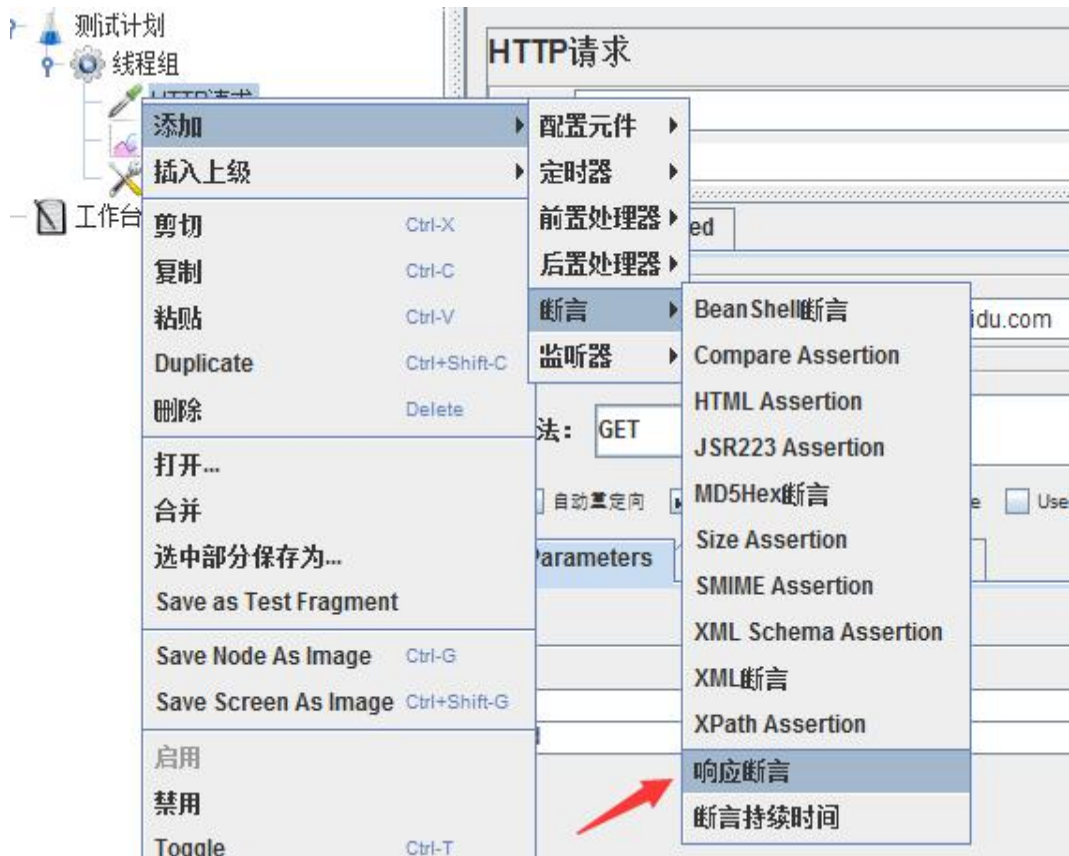 测试计划
线程组
HTTP请求
工作台
HTTP请求
添加
插入上级
剪切 Ctrl-X
复制 Ctrl-C
粘贴 Ctrl-V
Duplicate Ctrl+Shift-C
删除 Delete
打开...
合并
选中部分保存为...
Save as Test Fragment
Save Node As Image Ctrl-G
Save Screen As Image Ctrl+Shift-G
启用
禁用
Toggle Ctrl-T
配置元件
定时器
前置处理器
后置处理器
断言
监听器
BeanShell断言
Compare Assertion
HTML Assertion
JSR223 Assertion
MD5Hex断言
Size Assertion
SMIME Assertion
XML Schema Assertion
XML断言
XPath Assertion
响应断言
断言持续时间
ed
idu.com
法： GET
自动重定向
e Use
Parameters